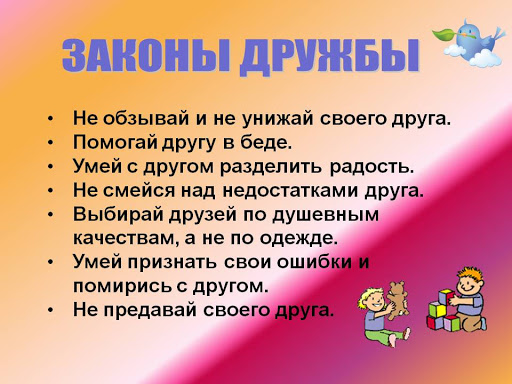 ЗАКОНЫ ДРУЖБЫ
• Не обзывай и не унижай своего друга.
• Помогай другу в беде.
• Умей с другом разделить радость.
• Не смейся над недостатками друга.
• Выбирай друзей по душевным
качествам, а не по одежде.
• Умей признать свои ошибки и
помирись с другом.
• Не предавай своего друга.